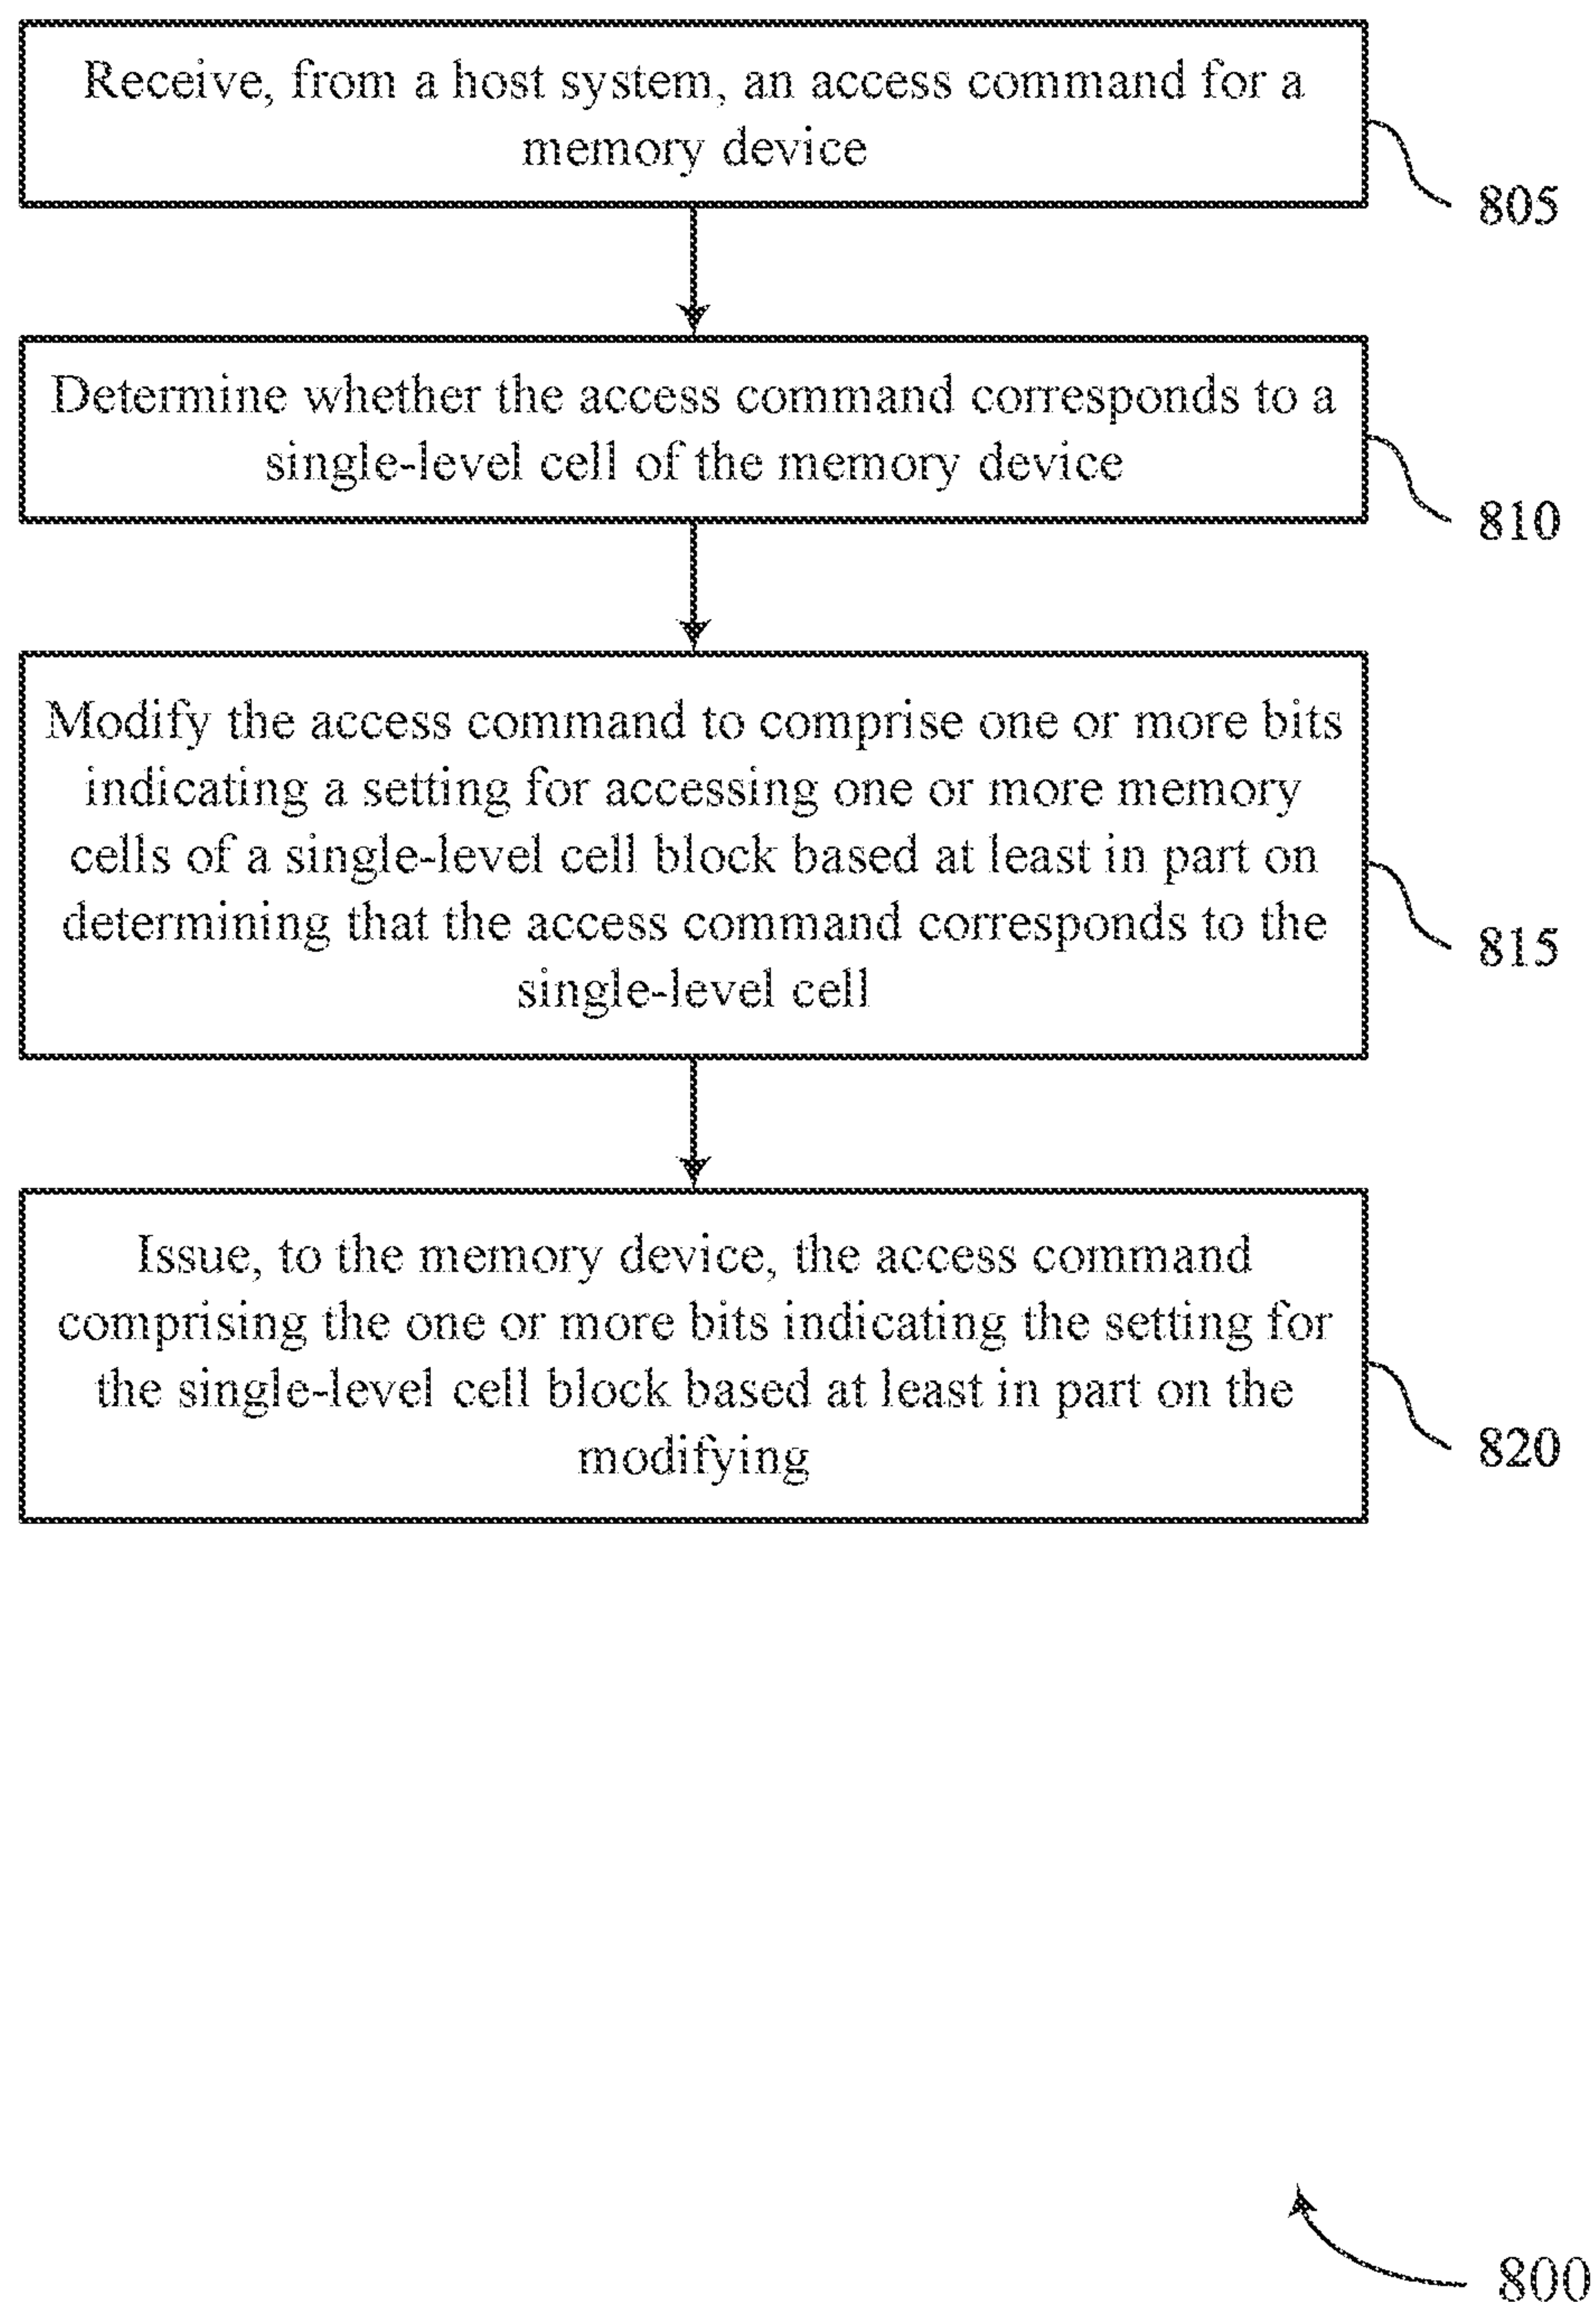 Receive, from a host system, an access command for a
memory device
805
Determine whether the access command corresponds to a
single-level cell of the memory device
810
Modify the access command to comprise one or more bits
indicating a setting for accessing one or more memory
cells of a single-level cell block based at least in part on
determining that the access command corresponds to the
single-level cell
815
Issue, to the memory device, the access command
comprising the one or more bits indicating the setting for
the single-level cell block based at least in part on the
modifying
820
800